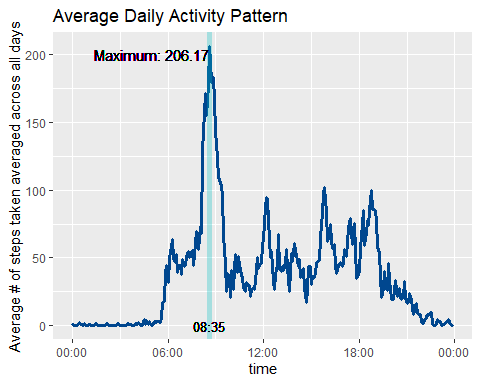 Average Daily Activity Pattern
Average # of steps taken averaged across all days
200
150
100
50
0
Maximum: 206.17
08:35
00:00 06:00 12:00 18:00 00:00
time